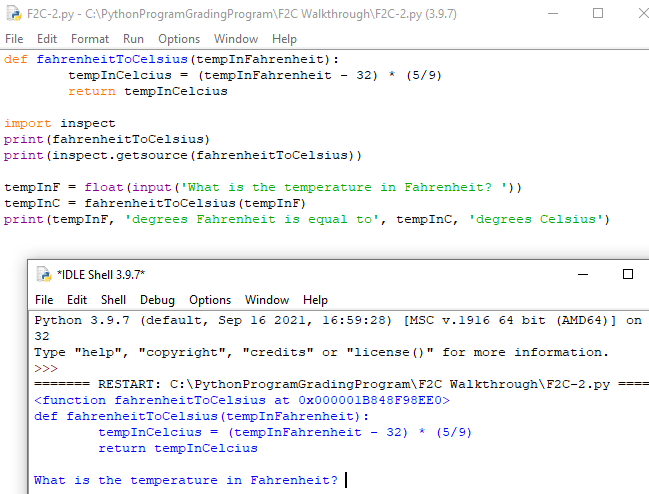 F2C-2.py - C:\PythonProgramGradingProgram\F2C Walkthrough\F2C-2.py (3.9.7)
File Edit Format Run Options Window Help
def fahrenheitToCelsius(tempInFahrenheit):
        tempInCelcius = (tempInFahrenheit - 32) * (5/9)
        return tempInCelcius

import inspect
print(fahrenheitToCelsius)
print(inspect.getsource(fahrenheitToCelsius))

tempInF = float(input('What is the temperature in Fahrenheit? '))
tempInC = fahrenheitToCelsius(tempInF)
print(tempInF, 'degrees Fahrenheit is equal to', tempInC, 'degrees Celsius')
*IDLE Shell 3.9.7*
File Edit Shell Debug Options Window Help
Python 3.9.7 (default, Sep 16 2021, 16:59:28) [MSC v.1916 64 bit (AMD64)] on
32
Type "help", "copyright", "credits" or "license()" for more information.
>>>
======= RESTART: C:\PythonProgramGradingProgram\F2C Walkthrough\F2C-2.py ====
<function fahrenheitToCelsius at 0x000001B848F98EE0>
def fahrenheitToCelsius(tempInFahrenheit):
        tempInCelcius = (tempInFahrenheit - 32) * (5/9)
        return tempInCelcius

What is the temperature in Fahrenheit?